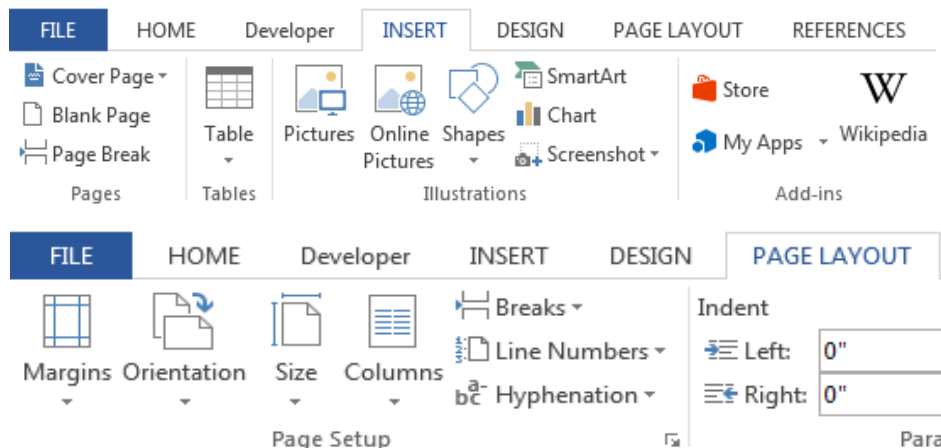 FILE HOME Developer INSERT DESIGN PAGE LAYOUT REFERENCES
Cover Page
Blank Page
Page Break
Pages
Table
Tables
Pictures
Online Pictures
Shapes
SmartArt
Chart
Screenshot
Illustrations
Store
My Apps
W
Wikipedia
Add-ins
FILE HOME Developer INSERT DESIGN PAGE LAYOUT
Margins
Orientation
Size
Columns
Breaks
Line Numbers
Hyphenation
Page Setup
Indent
Left: 0"
Right: 0"
Para